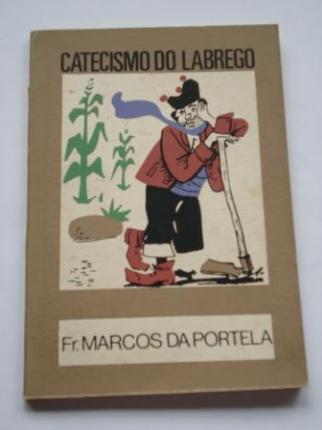 CATECISMO DO LABREGO
Fr. MARCOS DA PORTELA